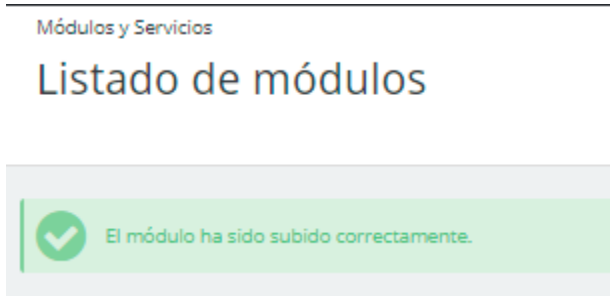 Módulos y Servicios
Listado de módulos
El módulo ha sido subido correctamente.